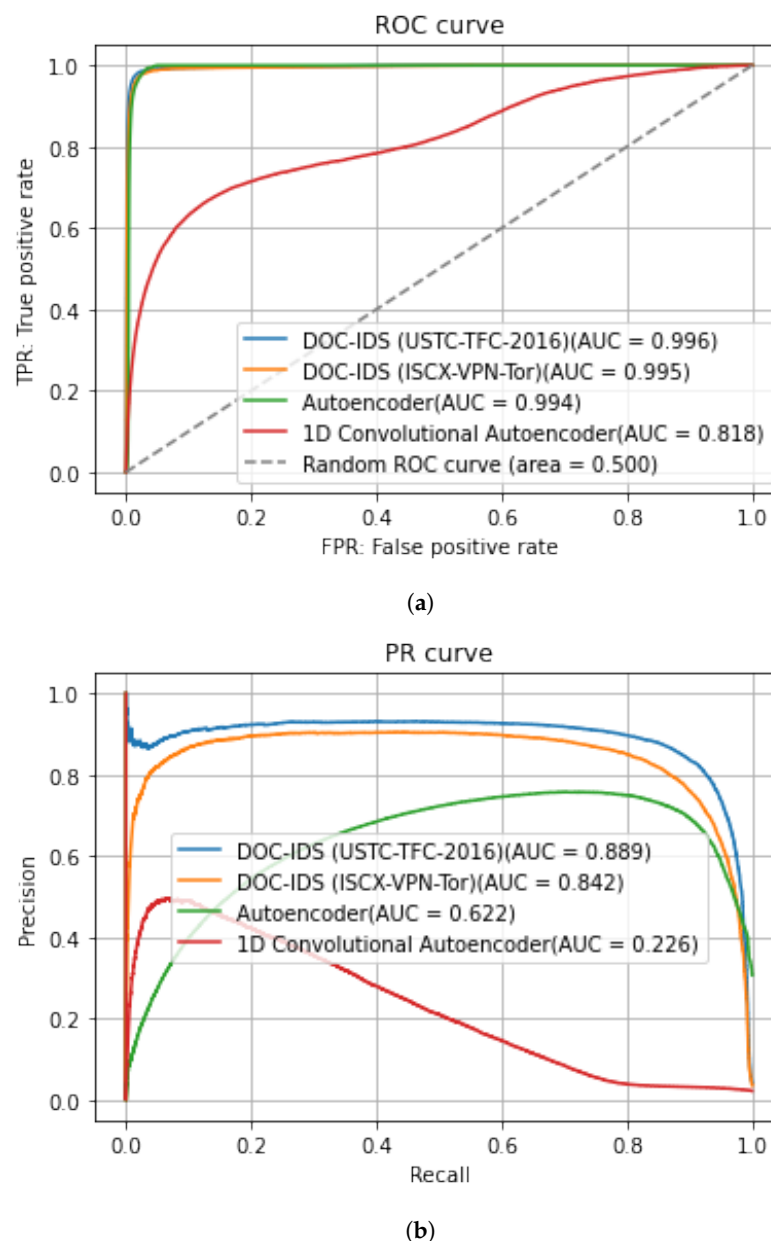 ROC curve
1.0
0.8
0.6
0.4
0.2
0.0
TPR: True positive rate
DOC-IDS (USTC-TFC-2016)(AUC = 0.996)
DOC-IDS (ISCX-VPN-Tor)(AUC = 0.995)
Autoencoder(AUC = 0.994)
1D Convolutional Autoencoder(AUC = 0.818)
Random ROC curve (area = 0.500)
0.0 0.2 0.4 0.6 0.8 1.0
FPR: False positive rate
(a)
PR curve
1.0
0.8
0.6
0.4
0.2
0.0
Precision
DOC-IDS (USTC-TFC-2016)(AUC = 0.889)
DOC-IDS (ISCX-VPN-Tor)(AUC = 0.842)
Autoencoder(AUC = 0.622)
1D Convolutional Autoencoder(AUC = 0.226)
0.0 0.2 0.4 0.6 0.8 1.0
Recall
(b)